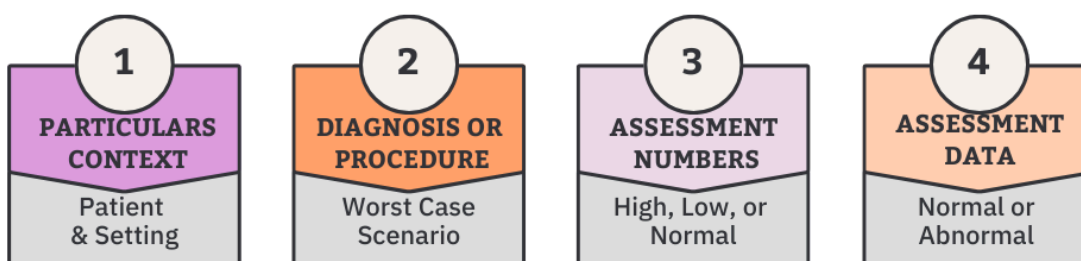 1
PARTICULARS
CONTEXT
Patient
& Setting
2
DIAGNOSIS OR
PROCEDURE
Worst Case
Scenario
3
ASSESSMENT
NUMBERS
High, Low, or
Normal
4
ASSESSMENT
DATA
Normal or
Abnormal